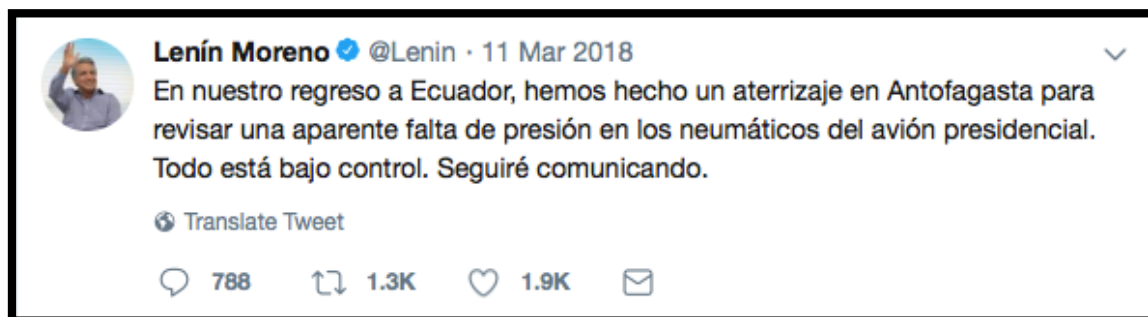 Lenín Moreno @Lenin · 11 Mar 2018
En nuestro regreso a Ecuador, hemos hecho un aterrizaje en Antofagasta para
revisar una aparente falta de presión en los neumáticos del avión presidencial.
Todo está bajo control. Seguiré comunicando.
Translate Tweet
788 1.3K 1.9K